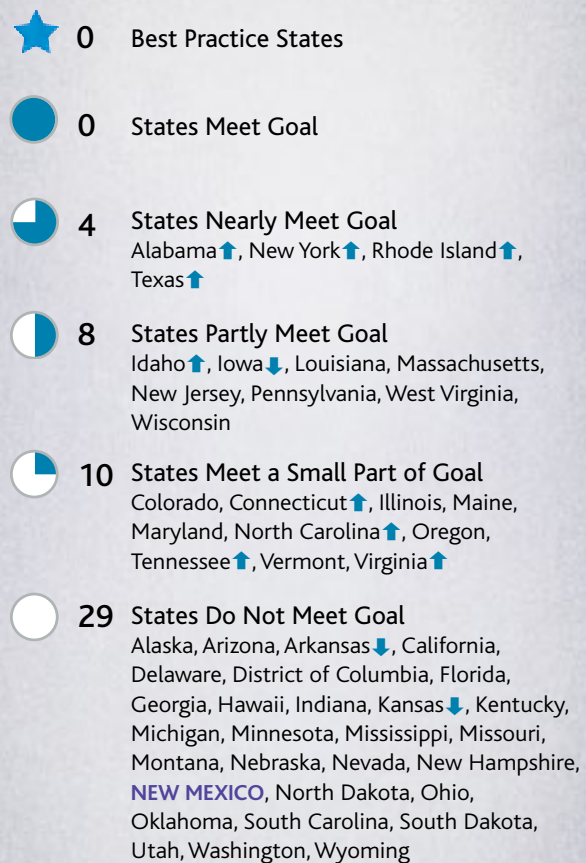 0 Best Practice States
0 States Meet Goal
4 States Nearly Meet Goal
Alabama⬆, New York⬆, Rhode Island⬆,
Texas⬆
8 States Partly Meet Goal
Idaho⬆, Iowa⬇, Louisiana, Massachusetts,
New Jersey, Pennsylvania, West Virginia,
Wisconsin
10 States Meet a Small Part of Goal
Colorado, Connecticut⬆, Illinois, Maine,
Maryland, North Carolina⬆, Oregon,
Tennessee⬆, Vermont, Virginia⬆
29 States Do Not Meet Goal
Alaska, Arizona, Arkansas⬇, California,
Delaware, District of Columbia, Florida,
Georgia, Hawaii, Indiana, Kansas⬇, Kentucky,
Michigan, Minnesota, Mississippi, Missouri,
Montana, Nebraska, Nevada, New Hampshire,
NEW MEXICO, North Dakota, Ohio,
Oklahoma, South Carolina, South Dakota,
Utah, Washington, Wyoming